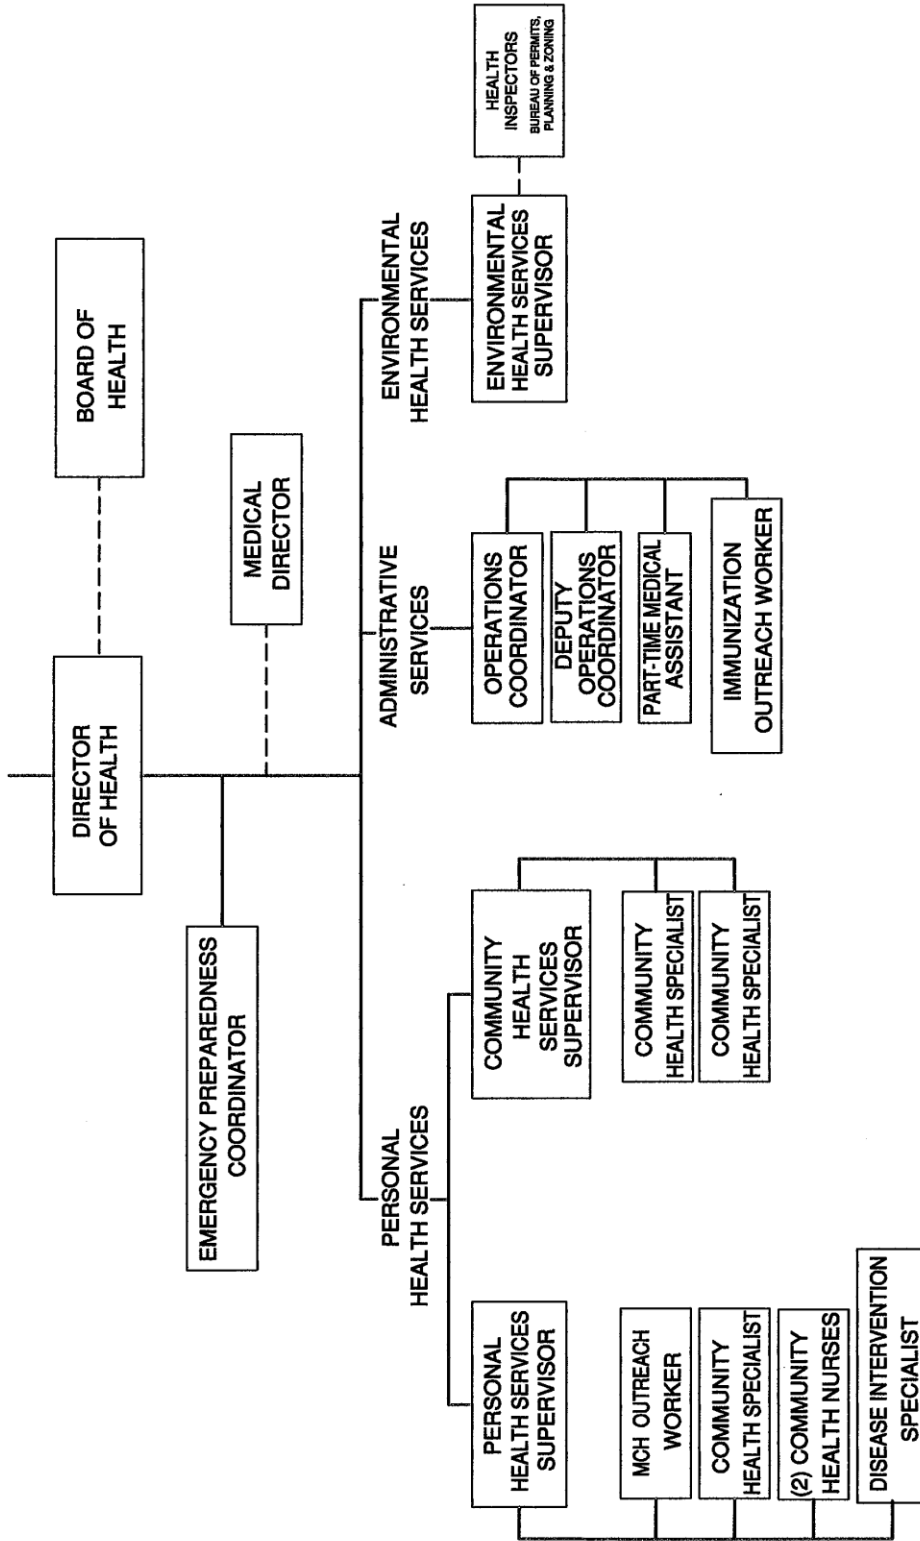 DIRECTOR
OF HEALTH
BOARD OF
HEALTH
EMERGENCY PREPAREDNESS
COORDINATOR
MEDICAL
DIRECTOR
PERSONAL
HEALTH SERVICES
ADMINISTRATIVE
SERVICES
ENVIRONMENTAL
HEALTH SERVICES
PERSONAL
HEALTH SERVICES
SUPERVISOR
MCH OUTREACH
WORKER
COMMUNITY
HEALTH SPECIALIST
(2) COMMUNITY
HEALTH NURSES
DISEASE INTERVENTION
SPECIALIST
COMMUNITY
HEALTH
SERVICES
SUPERVISOR
COMMUNITY
HEALTH SPECIALIST
COMMUNITY
HEALTH SPECIALIST
OPERATIONS
COORDINATOR
DEPUTY
OPERATIONS
COORDINATOR
PART-TIME MEDICAL
ASSISTANT
IMMUNIZATION
OUTREACH WORKER
ENVIRONMENTAL
HEALTH SERVICES
SUPERVISOR
HEALTH
INSPECTORS
BUREAU OF PERMITS,
PLANNING & ZONING